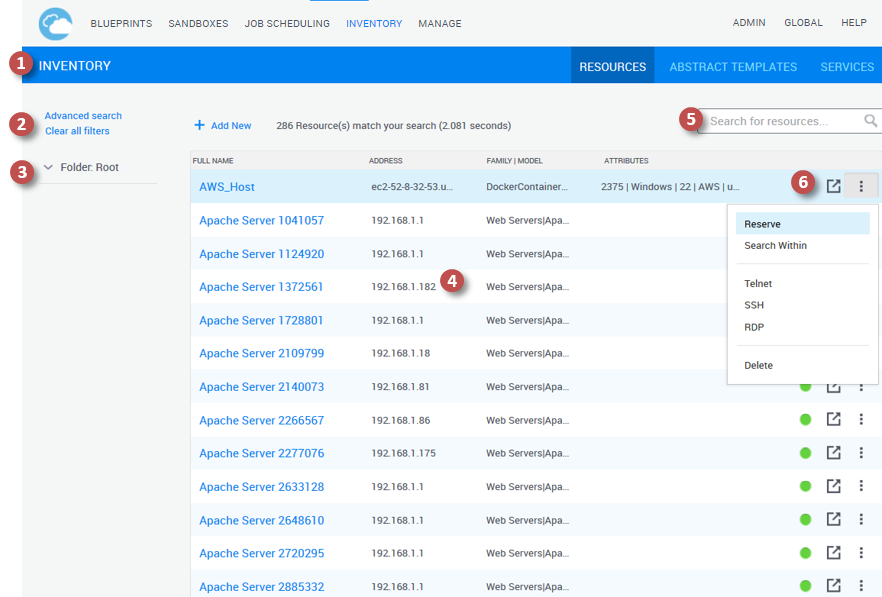 BLUEPRINTS SANDBOXES JOB SCHEDULING INVENTORY MANAGE ADMIN GLOBAL HELP
1 INVENTORY RESOURCES ABSTRACT TEMPLATES SERVICES
2 Advanced search
Clear all filters
+ Add New 286 Resource(s) match your search (2.081 seconds) 5 Search for resources...
3 Folder: Root
FULL NAME ADDRESS FAMILY | MODEL ATTRIBUTES
AWS_Host ec2-52-8-32-53.u... DockerContainer... 2375 | Windows | 22 | AWS | u... 6
Apache Server 1041057 192.168.1.1 Web Servers|Apa...
Apache Server 1124920 192.168.1.1 Web Servers|Apa...
Apache Server 1372561 192.168.1.182 4 Web Servers|Apa...
Apache Server 1728801 192.168.1.1 Web Servers|Apa...
Apache Server 2109799 192.168.1.18 Web Servers|Apa...
Apache Server 2140073 192.168.1.81 Web Servers|Apa...
Apache Server 2266567 192.168.1.86 Web Servers|Apa...
Apache Server 2277076 192.168.1.175 Web Servers|Apa...
Apache Server 2633128 192.168.1.1 Web Servers|Apa...
Apache Server 2648610 192.168.1.1 Web Servers|Apa...
Apache Server 2720295 192.168.1.1 Web Servers|Apa...
Apache Server 2885332 192.168.1.1 Web Servers|Apa...
Reserve
Search Within
Telnet
SSH
RDP
Delete